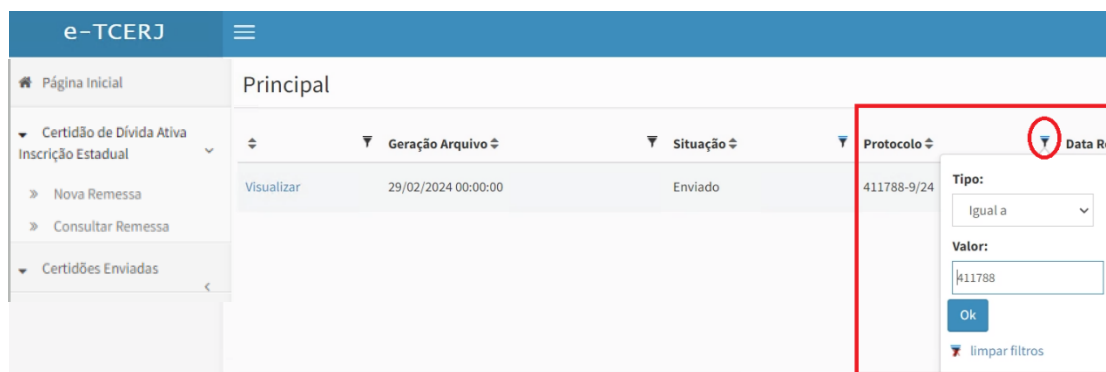 e-TCERJ
Página Inicial
Certidão de Dívida Ativa
Inscrição Estadual
Nova Remessa
Consultar Remessa
Certidões Enviadas
Principal
Geração Arquivo Situação Protocolo Data R
Visualizar 29/02/2024 00:00:00 Enviado 411788-9/24
Tipo:
Igual a
Valor:
411788
Ok
limpar filtros